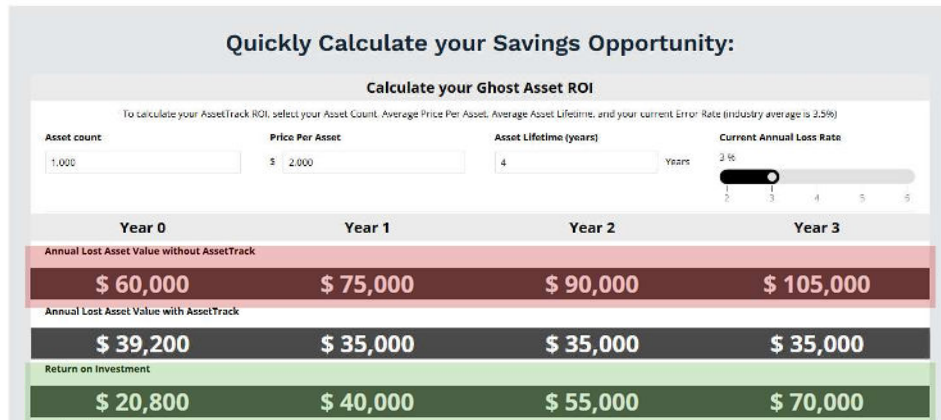 Quickly Calculate your Savings Opportunity:
Calculate your Ghost Asset ROI
To calculate your AssetTrack ROI, select your Asset Count, Average Price Per Asset, Average Asset Lifetime, and your current Error Rate (industry average is 3.5%)
Asset count Price Per Asset Asset Lifetime (years) Current Annual Loss Rate
1,000 $ 2,000 4 Years 3 %
2 3 4 5 6
Year 0 Year 1 Year 2 Year 3
Annual Lost Asset Value without AssetTrack
$ 60,000 $ 75,000 $ 90,000 $ 105,000
Annual Lost Asset Value with AssetTrack
$ 39,200 $ 35,000 $ 35,000 $ 35,000
Return on Investment
$ 20,800 $ 40,000 $ 55,000 $ 70,000